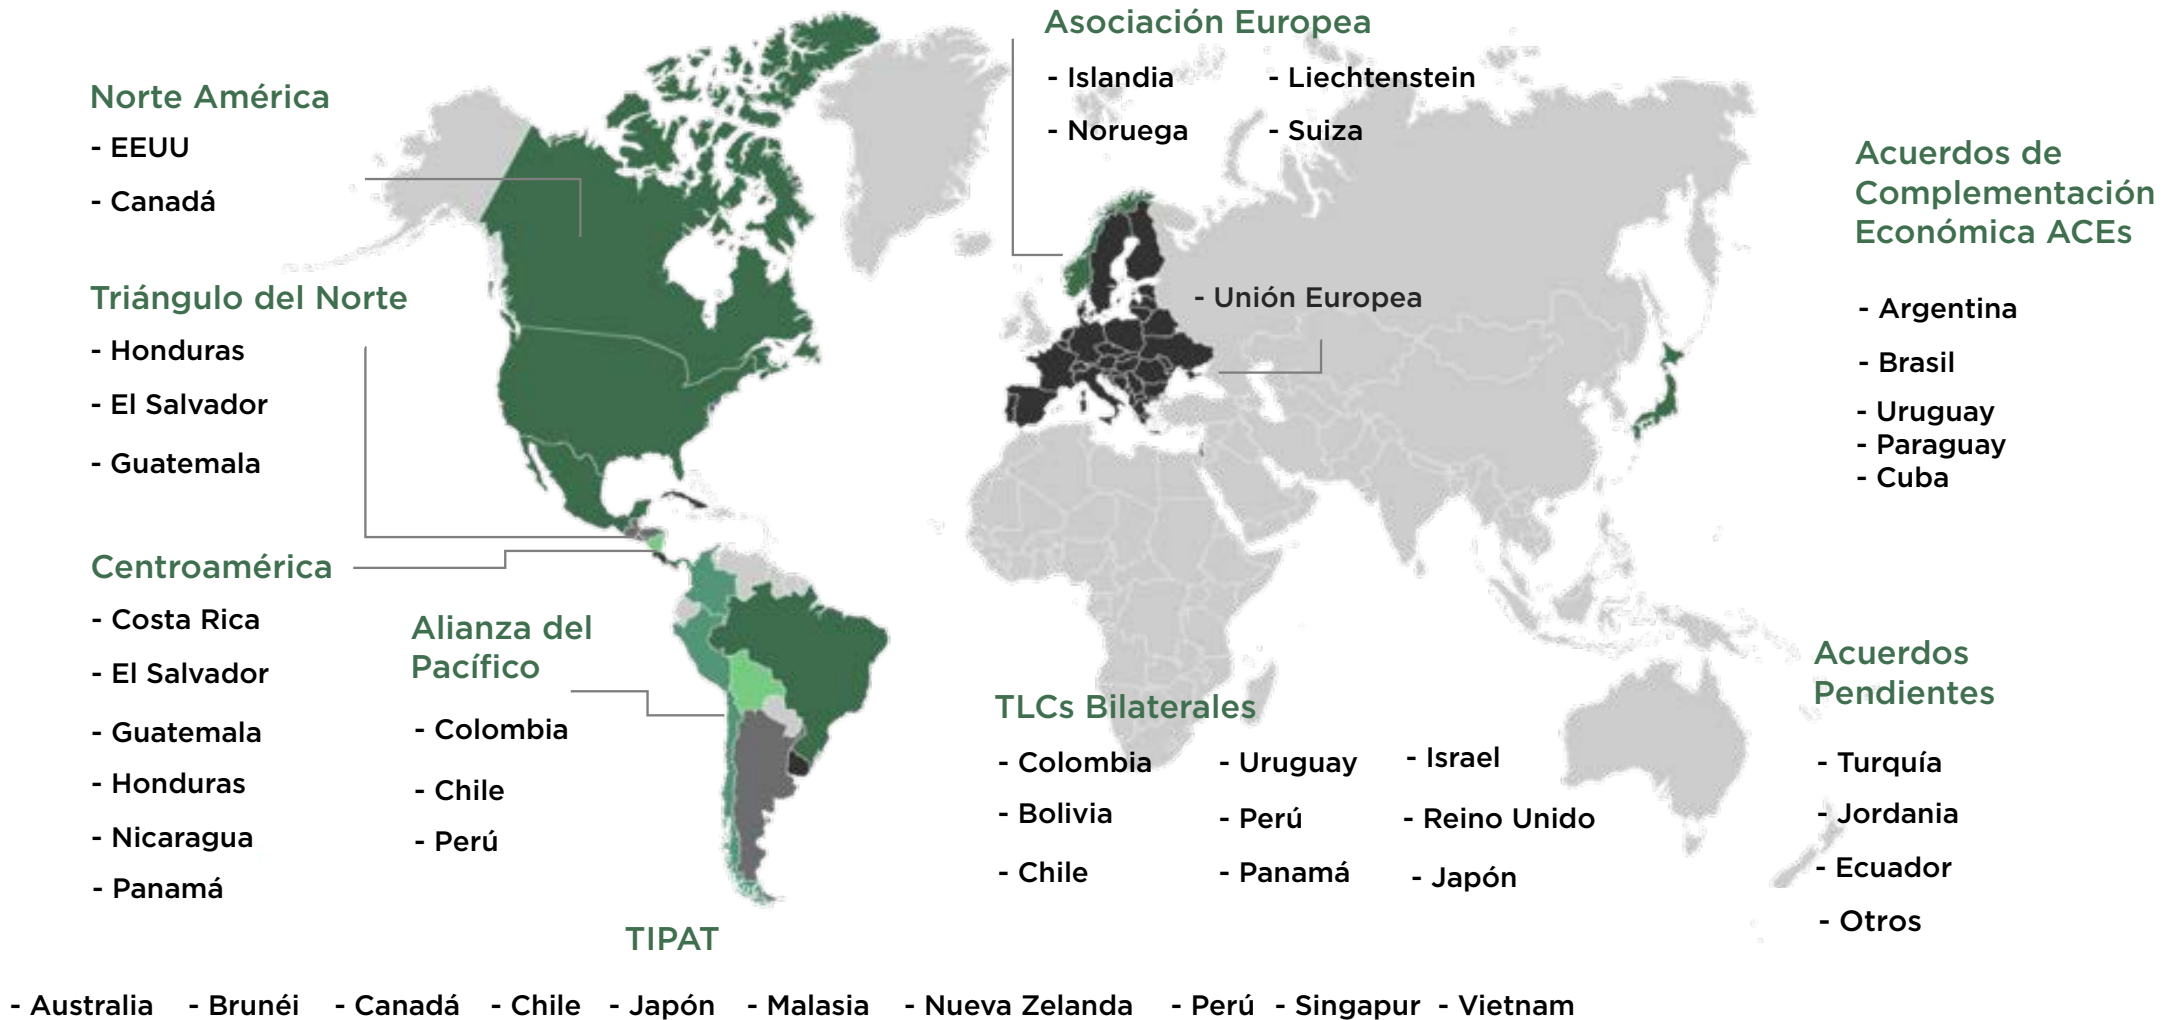 Norte América
- EEUU
- Canadá
Triángulo del Norte
- Honduras
- El Salvador
- Guatemala
Centroamérica
- Costa Rica
- El Salvador
- Guatemala
- Honduras
- Nicaragua
- Panamá
Alianza del
Pacífico
- Colombia
- Chile
- Perú
Asociación Europea
- Islandia
- Noruega
- Liechtenstein
- Suiza
- Unión Europea
TLCs Bilaterales
- Colombia
- Bolivia
- Chile
- Uruguay
- Perú
- Panamá
- Israel
- Reino Unido
- Japón
Acuerdos de
Complementación
Económica ACEs
- Argentina
- Brasil
- Uruguay
- Paraguay
- Cuba
Acuerdos
Pendientes
- Turquía
- Jordania
- Ecuador
- Otros
TIPAT
- Australia - Brunéi - Canadá - Chile - Japón - Malasia - Nueva Zelanda - Perú - Singapur - Vietnam